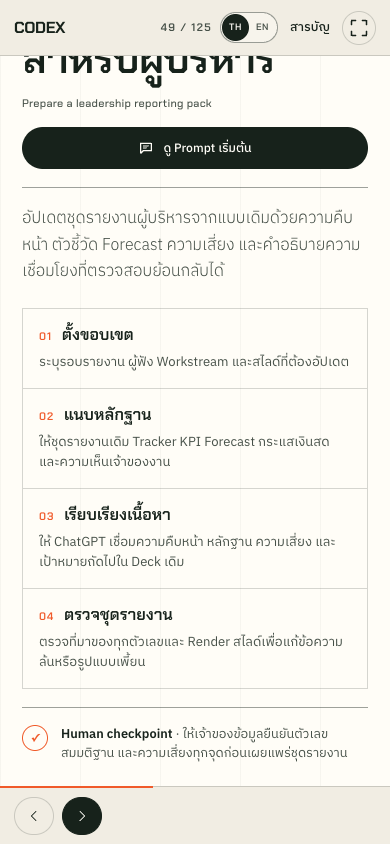 CODEX
49 / 125
TH
EN
สารบัญ
สำหรับผู้บริหาร
Prepare a leadership reporting pack
ดู Prompt เริ่มต้น
อัปเดตชุดรายงานผู้บริหารจากแบบเดิมด้วยความคืบ
หน้า ตัวชี้วัด Forecast ความเสี่ยง และคำอธิบายความ
เชื่อมโยงที่ตรวจสอบย้อนกลับได้
01 ตั้งขอบเขต
ระบุรอบรายงาน ผู้ฟัง Workstream และสไลด์ที่ต้องอัปเดต
02 แนบหลักฐาน
ให้ชุดรายงานเดิม Tracker KPI Forecast กระแสเงินสด
และความเห็นเจ้าของงาน
03 เรียบเรียงเนื้อหา
ให้ ChatGPT เชื่อมความคืบหน้า หลักฐาน ความเสี่ยง และ
เป้าหมายถัดไปใน Deck เดิม
04 ตรวจชุดรายงาน
ตรวจที่มาของทุกตัวเลขและ Render สไลด์เพื่อแก้ข้อความ
ล้นหรือรูปแบบเพี้ยน
Human checkpoint · ให้เจ้าของข้อมูลยืนยันตัวเลข
สมมติฐาน และความเสี่ยงทุกจุดก่อนเผยแพร่ชุดรายงาน